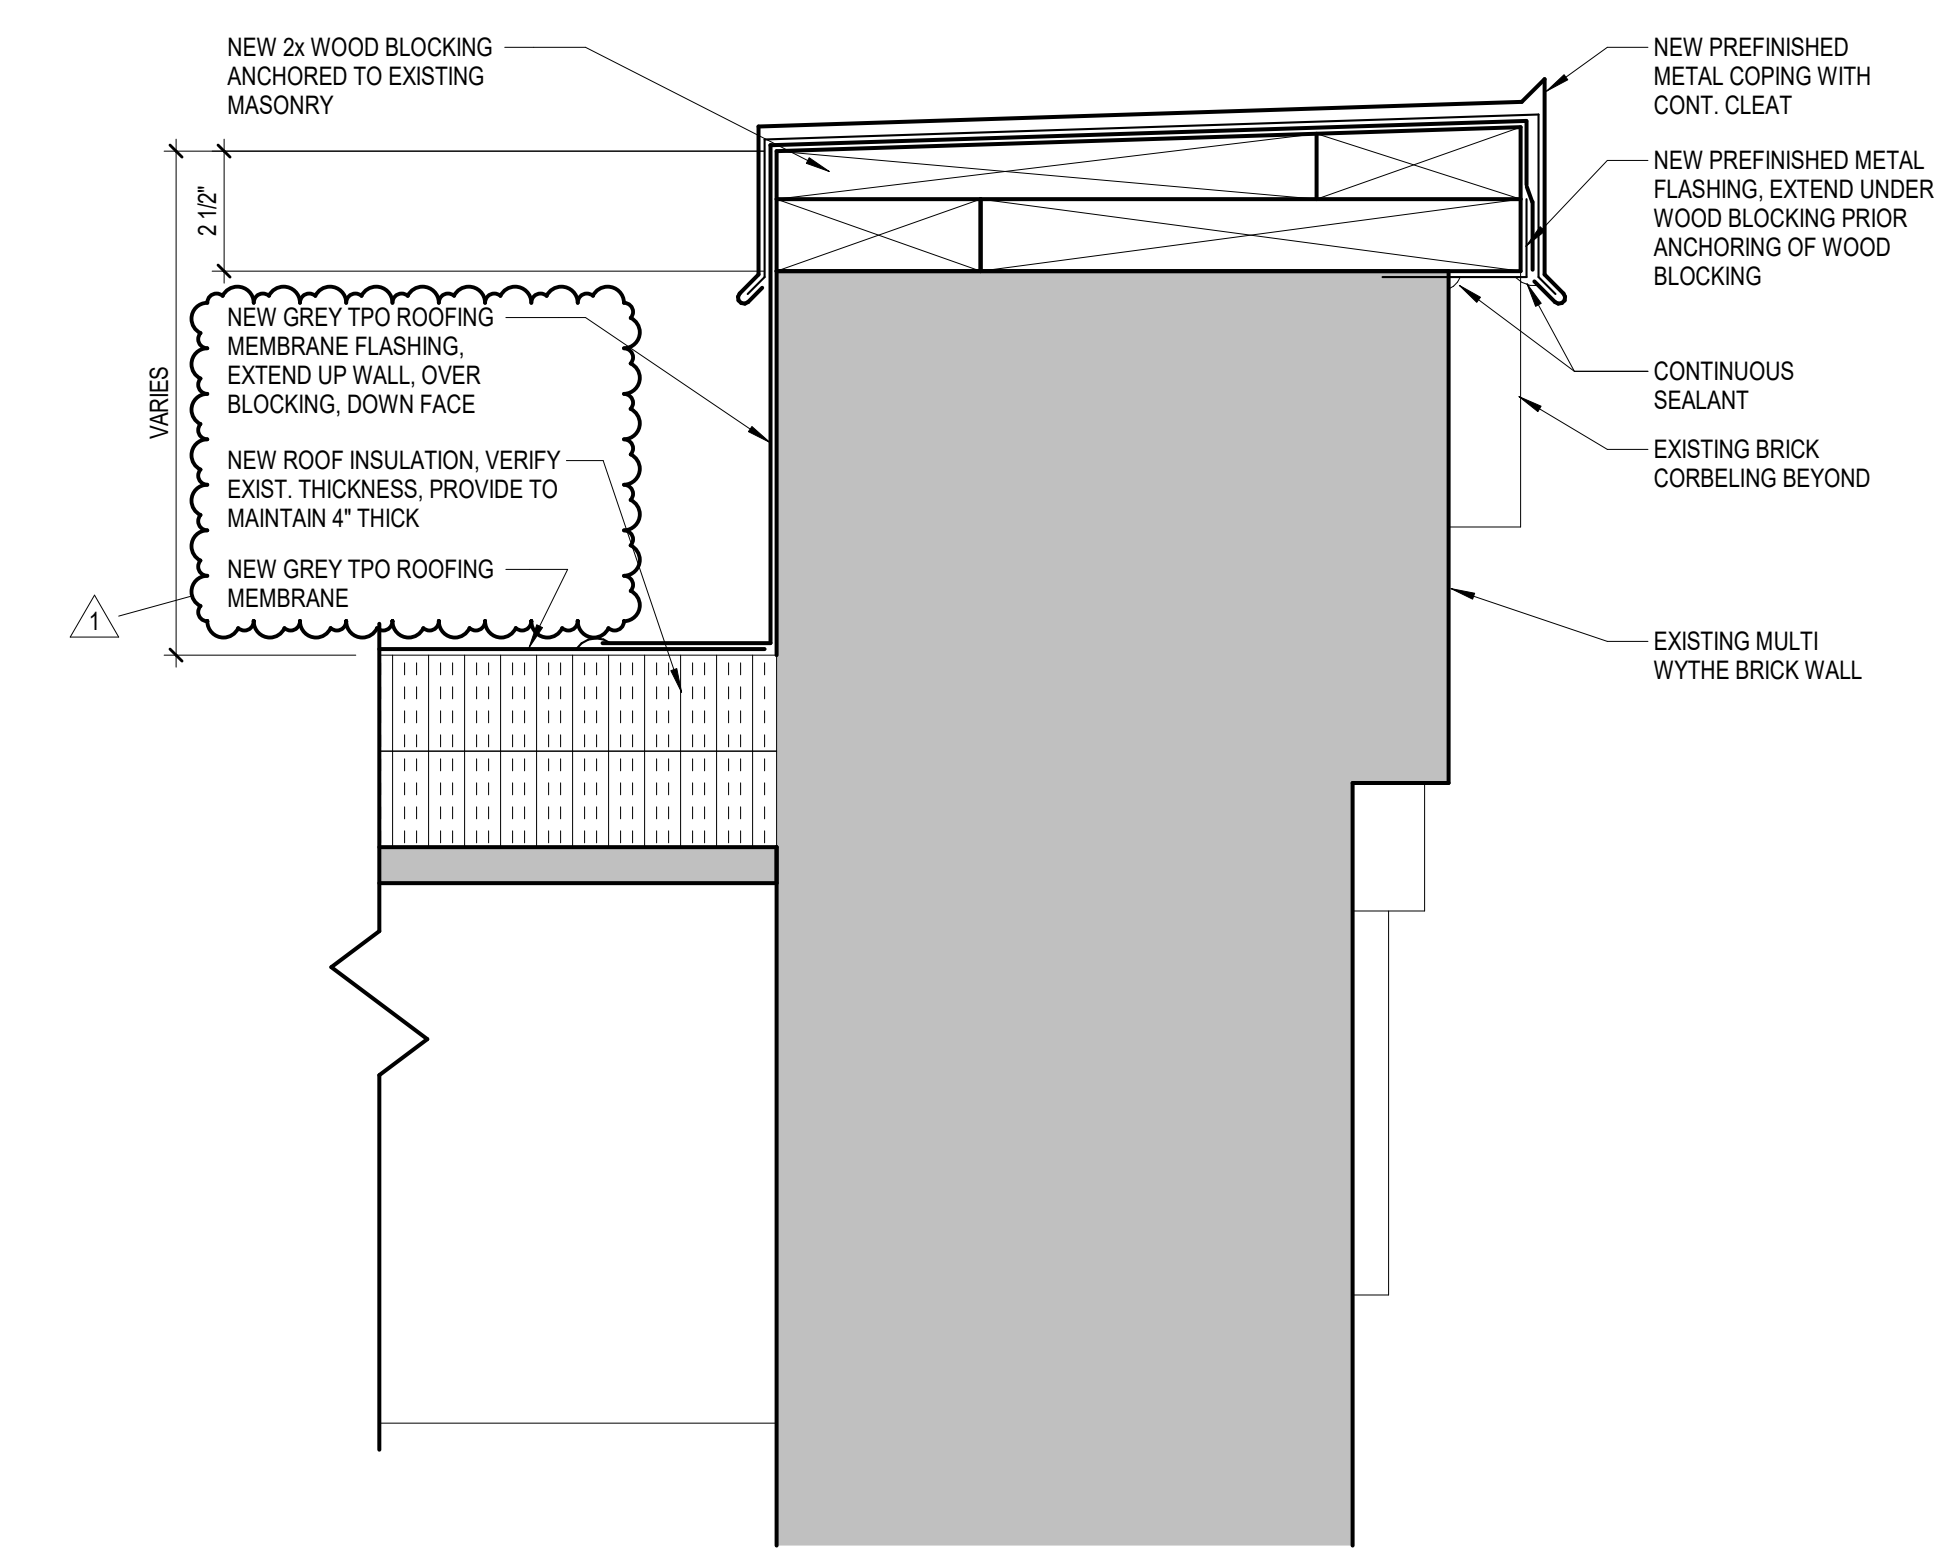 NEW 2x WOOD BLOCKING
ANCHORED TO EXISTING
MASONRY
2 1/2"
VARIES
NEW GREY TPO ROOFING
MEMBRANE FLASHING,
EXTEND UP WALL, OVER
BLOCKING, DOWN FACE
NEW ROOF INSULATION, VERIFY
EXIST. THICKNESS, PROVIDE TO
MAINTAIN 4" THICK
NEW GREY TPO ROOFING
MEMBRANE
1
NEW PREFINISHED
METAL COPING WITH
CONT. CLEAT
NEW PREFINISHED METAL
FLASHING, EXTEND UNDER
WOOD BLOCKING PRIOR
ANCHORING OF WOOD
BLOCKING
CONTINUOUS
SEALANT
EXISTING BRICK
CORBELING BEYOND
EXISTING MULTI
WYTHE BRICK WALL